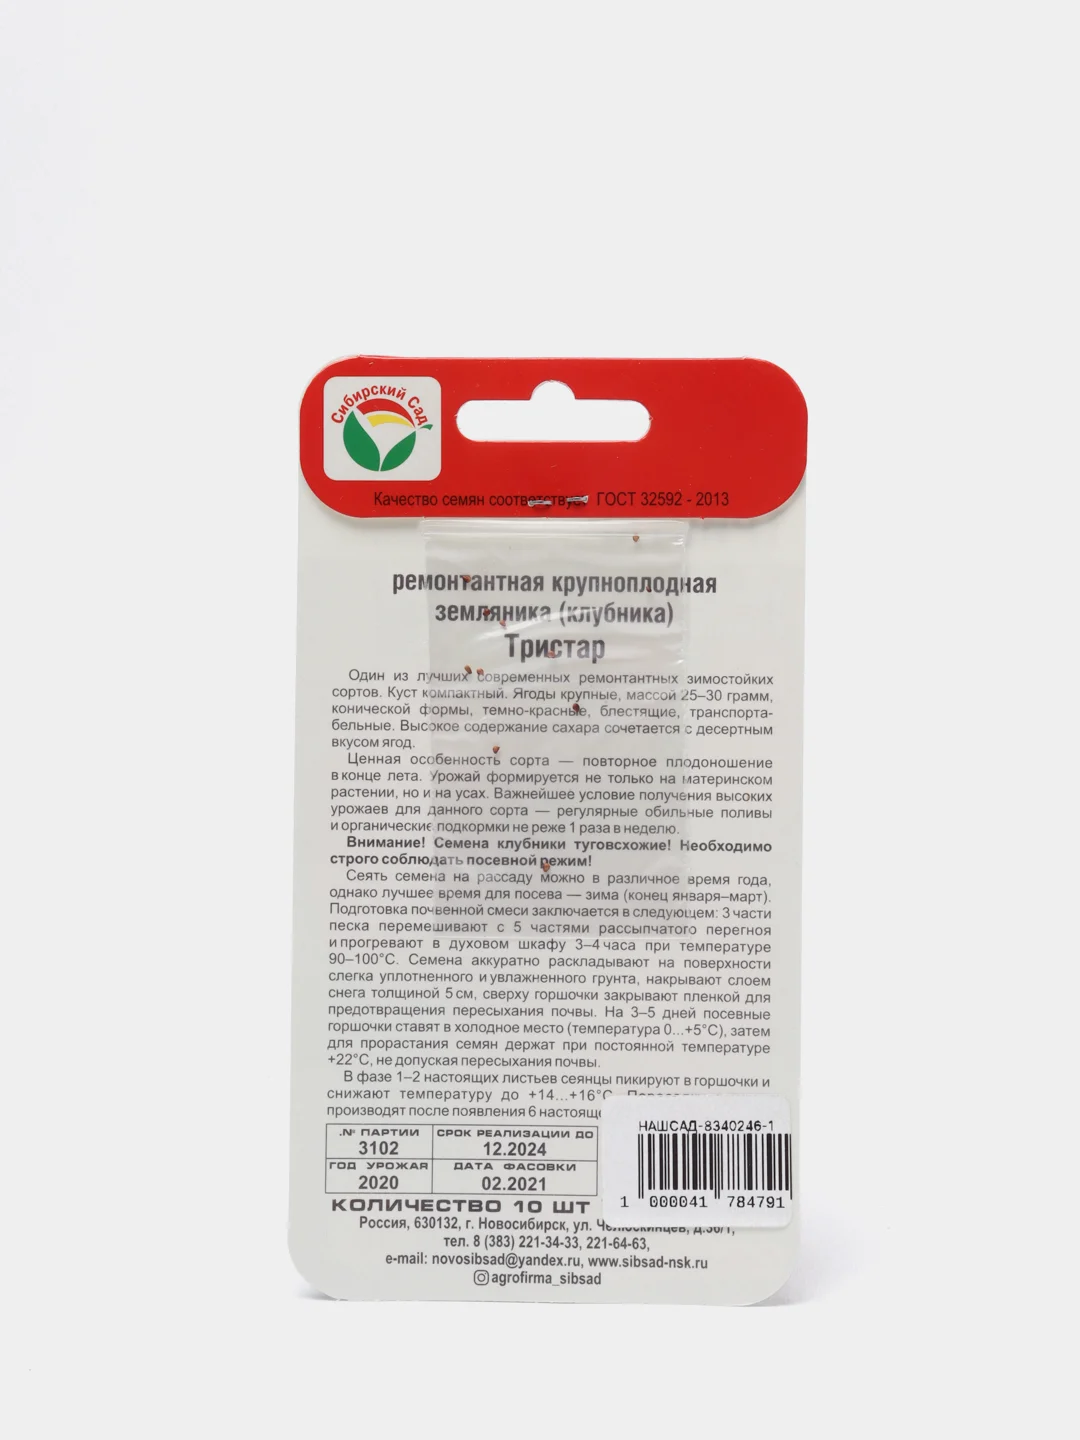 Сибирский Сад
Качество семян соответствует ГОСТ 32592 - 2013
ремонтантная крупноплодная
земляника (клубника)
Тристар
Один из лучших современных ремонтантных зимостойких
сортов. Куст компактный. Ягоды крупные, массой 25–30 грамм,
конической формы, темно-красные, блестящие, транспорта-
бельные. Высокое содержание сахара сочетается с десертным
вкусом ягод.
Ценная особенность сорта — повторное плодоношение
в конце лета. Урожай формируется не только на материнском
растении, но и на усах. Важнейшее условие получения высоких
урожаев для данного сорта — регулярные обильные поливы
и органические подкормки не реже 1 раза в неделю.
Внимание! Семена клубники туговсхожие! Необходимо
строго соблюдать посевной режим!
Сеять семена на рассаду можно в различное время года,
однако лучшее время для посева — зима (конец января–март).
Подготовка почвенной смеси заключается в следующем: 3 части
песка перемешивают с 5 частями рассыпчатого перегноя
и прогревают в духовом шкафу 3–4 часа при температуре
90–100°С. Семена аккуратно раскладывают на поверхности
слегка уплотненного и увлажненного грунта, накрывают слоем
снега толщиной 5 см, сверху горшочки закрывают пленкой для
предотвращения пересыхания почвы. На 3–5 дней посевные
горшочки ставят в холодное место (температура 0...+5°С), затем
для прорастания семян держат при постоянной температуре
+22°С, не допуская пересыхания почвы.
В фазе 1–2 настоящих листьев сеянцы пикируют в горшочки и
снижают температуру до +14...+16°С.
производят после появления 6
НАШСАД-8340246-1
1 000041 784791
.№ ПАРТИИ СРОК РЕАЛИЗАЦИИ ДО
3102 12.2024
ГОД УРОЖАЯ ДАТА ФАСОВКИ
2020 02.2021
КОЛИЧЕСТВО 10 ШТ
Россия, 630132, г. Новосибирск, ул. Челюскинцев, д.36/1,
тел. 8 (383) 221-34-33, 221-64-63,
e-mail: novosibsad@yandex.ru, www.sibsad-nsk.ru
agrofirma_sibsad